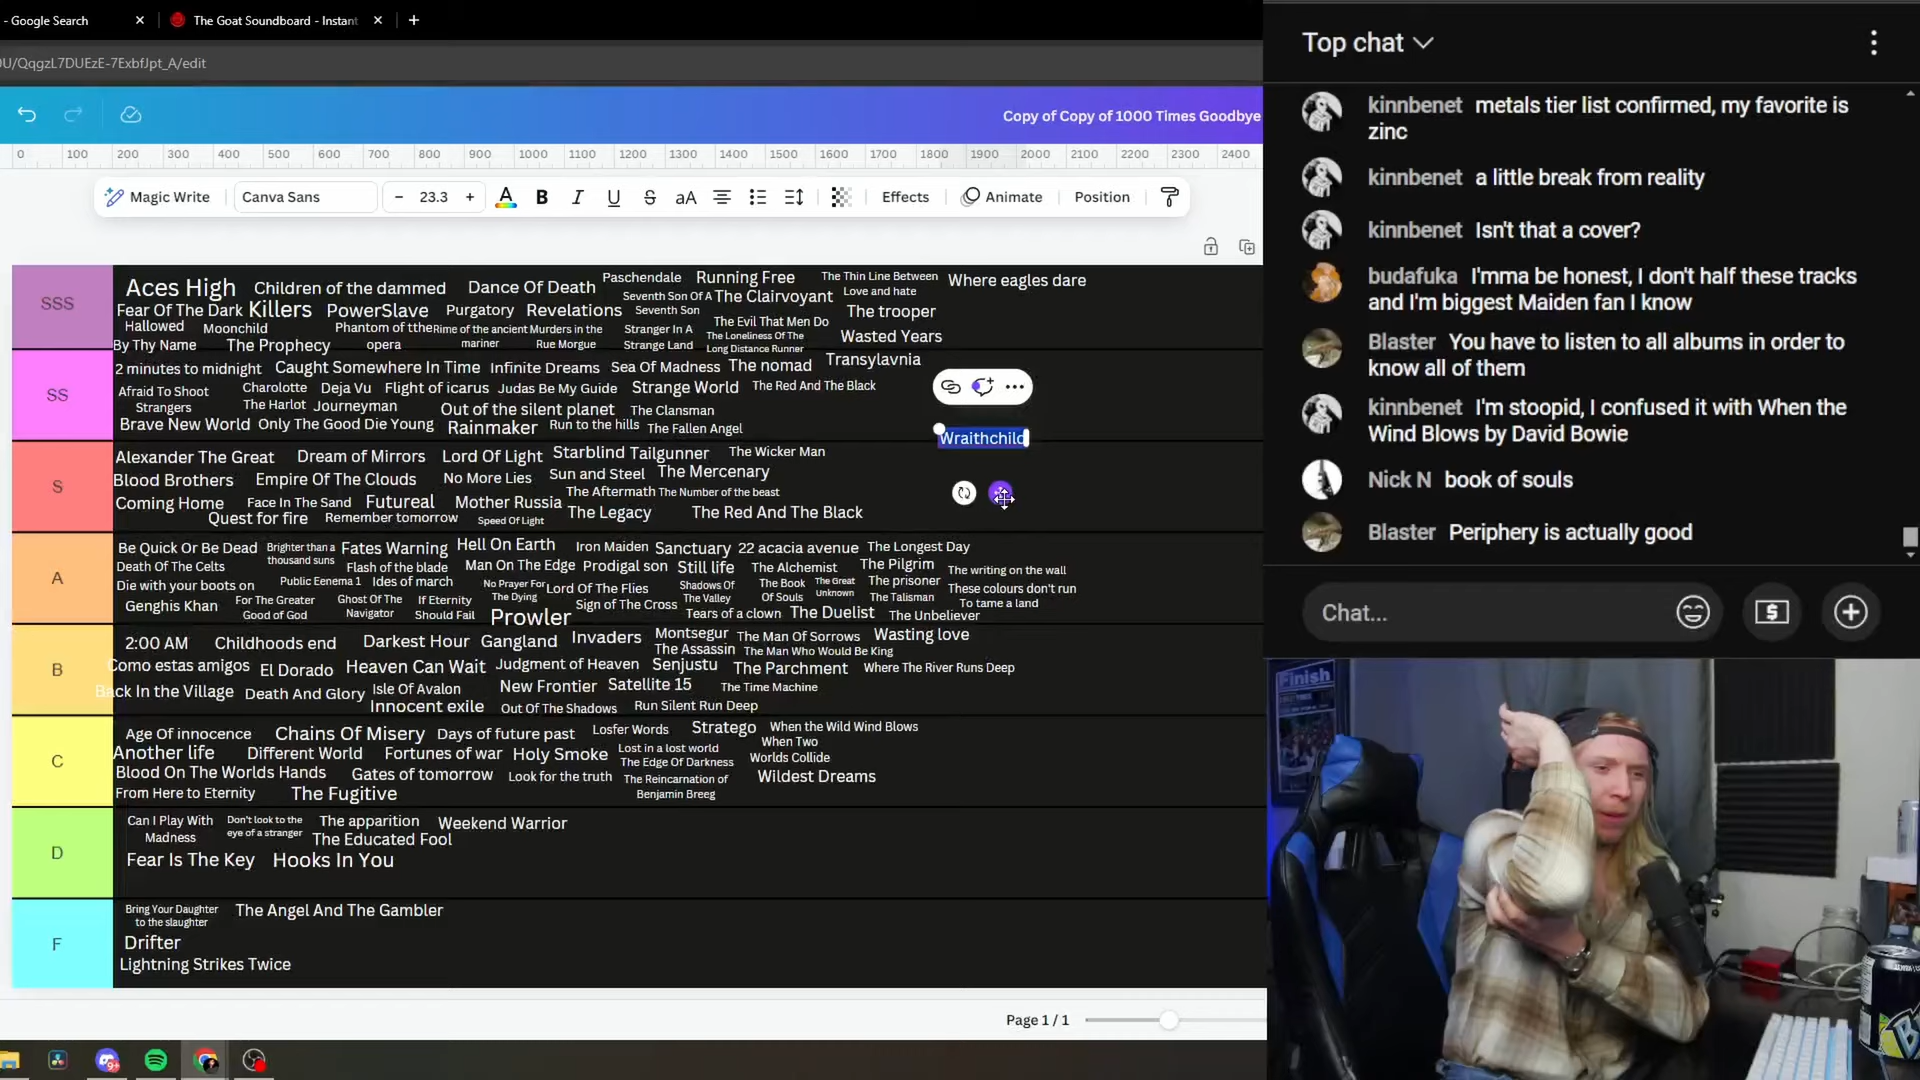 - Google Search
The Goat Soundboard - Instant
0U/QqgzL7DUEzE-7ExbfJpt_A/edit
Copy of Copy of 1000 Times Goodbye
0 100 200 300 400 500 600 700 800 900 1000 1100 1200 1300 1400 1500 1600 1700 1800 1900 2000 2100 2200 2300 2400
Magic Write Canva Sans - 23.3 + A B I U S aA Effects Animate Position
SSS
Aces High Children of the damned Dance Of Death Paschendale Running Free The Thin Line Between Love and hate Where eagles dare
Fear Of The Dark Killers PowerSlave Purgatory Revelations Seventh Son Of A Seventh Son The Clairvoyant The trooper
Hallowed By Thy Name Moonchild The Prophecy Phantom of tthe opera Rime of the ancient mariner Murders in the Rue Morgue Stranger In A Strange Land The Evil That Men Do The Loneliness Of The Long Distance Runner Wasted Years
SS
2 minutes to midnight Caught Somewhere In Time Infinite Dreams Sea Of Madness The nomad Transylavnia
Afraid To Shoot Strangers Charolotte The Harlot Deja Vu Flight of icarus Judas Be My Guide Strange World The Red And The Black
Journeyman Out of the silent planet The Clansman
Brave New World Only The Good Die Young Rainmaker Run to the hills The Fallen Angel
Wraithchild
S
Alexander The Great Dream of Mirrors Lord Of Light Starblind Tailgunner The Wicker Man
Blood Brothers Empire Of The Clouds No More Lies Sun and Steel The Mercenary
Coming Home Face In The Sand Futureal Mother Russia The Aftermath The Number of the beast
Quest for fire Remember tomorrow Speed Of Light The Legacy The Red And The Black
A
Be Quick Or Be Dead Brighter than a thousand suns Fates Warning Hell On Earth Iron Maiden Sanctuary 22 acacia avenue The Longest Day
Death Of The Celts Flash of the blade Man On The Edge Prodigal son Still life The Alchemist The Pilgrim The writing on the wall
Die with your boots on Public Eenema 1 Ides of march No Prayer For The Dying Lord Of The Flies Shadows Of The Valley The Book Of Souls The Great Unknown The prisoner The Talisman These colours don't run
Genghis Khan For The Greater Good of God Ghost Of The Navigator If Eternity Should Fail Prowler Sign of The Cross Tears of a clown The Duelist The Unbeliever To tame a land
B
2:00 AM Childhoods end Darkest Hour Gangland Invaders Montsegur The Man Of Sorrows Wasting love
The Assassin The Man Who Would Be King
Como estas amigos El Dorado Heaven Can Wait Judgment of Heaven Senjustu The Parchment Where The River Runs Deep
Back In the Village Death And Glory Isle Of Avalon New Frontier Satellite 15 The Time Machine
Innocent exile Out Of The Shadows Run Silent Run Deep
C
Age Of innocence Chains Of Misery Days of future past Losfer Words Stratego When the Wild Wind Blows
Another life Different World Fortunes of war Holy Smoke Lost in a lost world When Two Worlds Collide
Blood On The Worlds Hands Gates of tomorrow Look for the truth The Edge Of Darkness Wildest Dreams
From Here to Eternity The Fugitive The Reincarnation of Benjamin Breeg
D
Can I Play With Madness Don't look to the eye of a stranger The apparition Weekend Warrior
The Educated Fool
Fear Is The Key Hooks In You
F
Bring Your Daughter to the slaughter The Angel And The Gambler
Drifter
Lightning Strikes Twice
Page 1 / 1
9+
Top chat
kinnbenet metals tier list confirmed, my favorite is
zinc
kinnbenet a little break from reality
kinnbenet Isn't that a cover?
budafuka I'mma be honest, I don't half these tracks
and I'm biggest Maiden fan I know
Blaster You have to listen to all albums in order to
know all of them
kinnbenet I'm stoopid, I confused it with When the
Wind Blows by David Bowie
Nick N book of souls
Blaster Periphery is actually good
Chat...
Finish